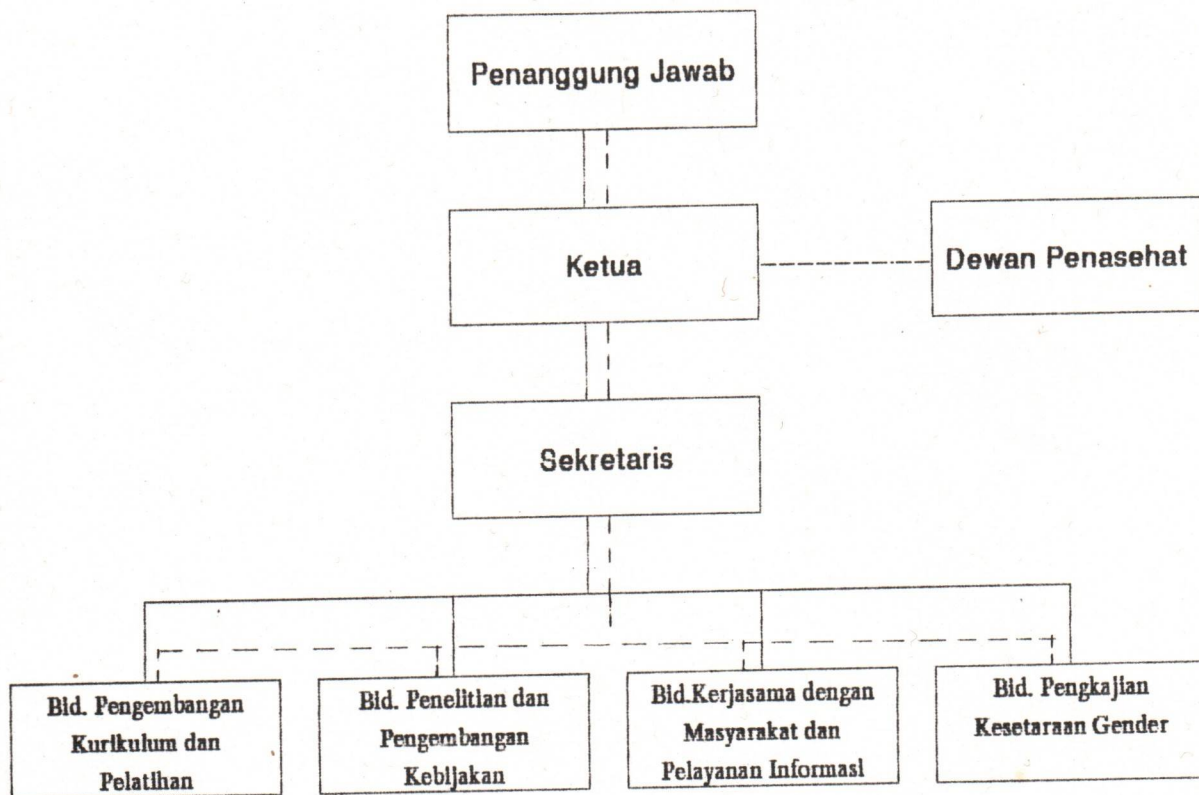 Penanggung Jawab
Ketua
Dewan Penasehat
Sekretaris
Bid. Pengembangan
Kurikulum dan
Pelatihan
Bid. Penelitian dan
Pengembangan
Kebijakan
Bid.Kerjasama dengan
Masyarakat dan
Pelayanan Informasi
Bid. Pengkajian
Kesetaraan Gender